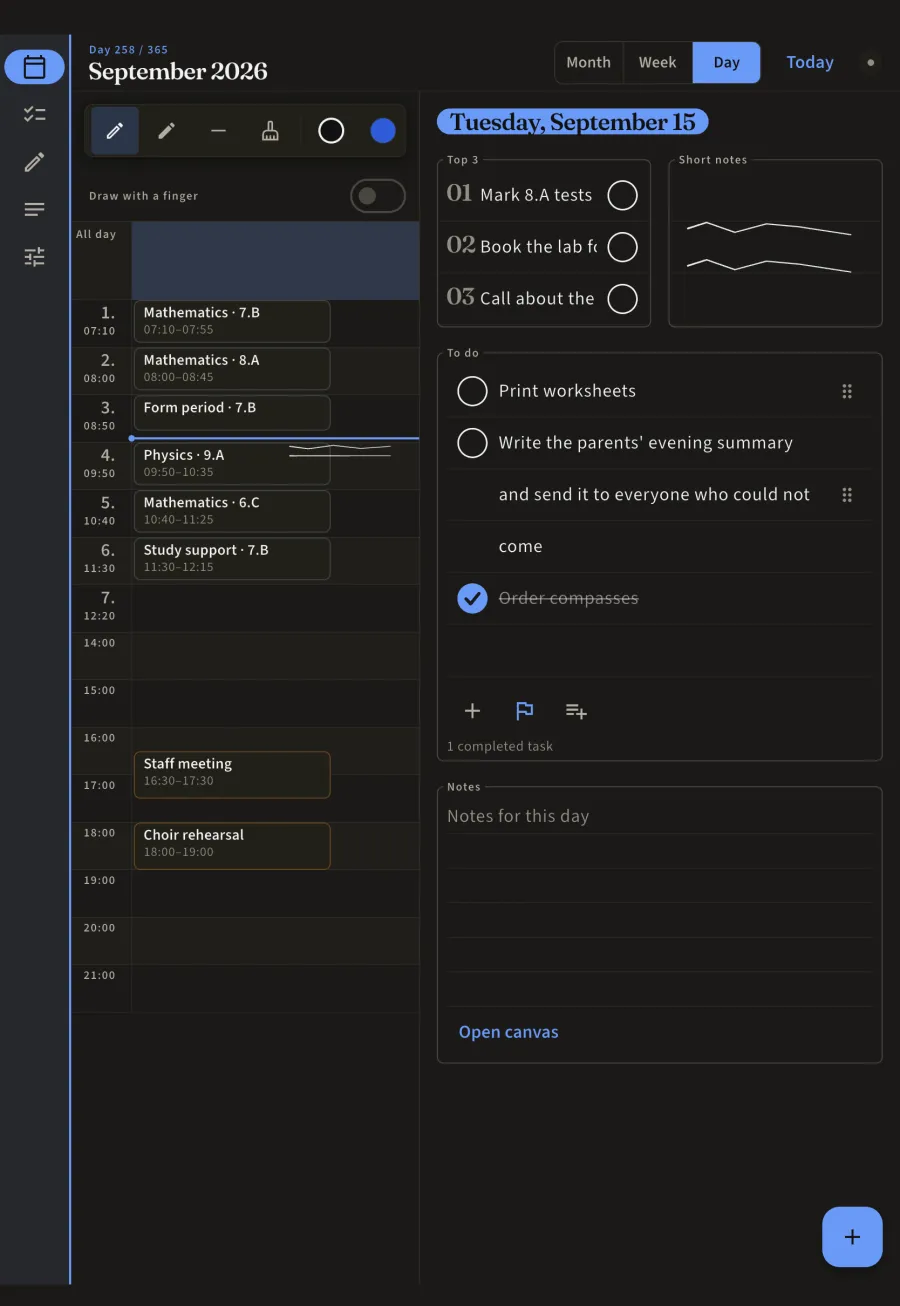 Day 258 / 365
September 2026
Month Week Day Today
Draw with a finger
All day
1.
07:10
Mathematics · 7.B
07:10–07:55
2.
08:00
Mathematics · 8.A
08:00–08:45
3.
08:50
Form period · 7.B
4.
09:50
Physics · 9.A
09:50–10:35
5.
10:40
Mathematics · 6.C
10:40–11:25
6.
11:30
Study support · 7.B
11:30–12:15
7.
12:20
14:00
15:00
16:00
Staff meeting
16:30–17:30
17:00
18:00
Choir rehearsal
18:00–19:00
19:00
20:00
21:00
Tuesday, September 15
Top 3
01 Mark 8.A tests
02 Book the lab
03 Call about the
Short notes
To do
Print worksheets
Write the parents' evening summary
and send it to everyone who could not
come
Order compasses
1 completed task
Notes
Notes for this day
Open canvas